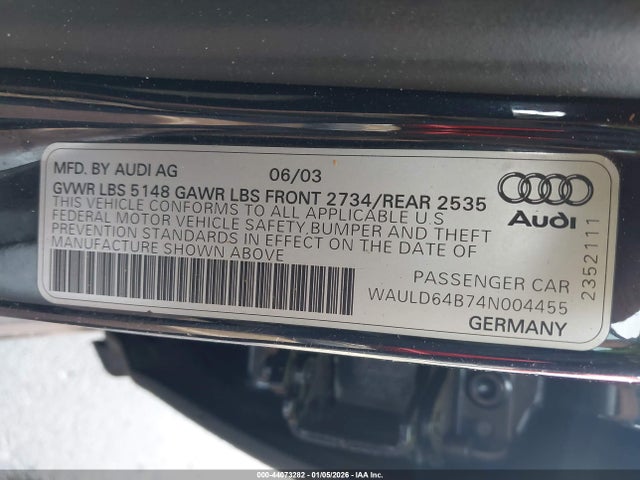 MFD. BY AUDI AG 06/03
GVWR LBS 5148 GAWR LBS FRONT 2734/REAR 2535
THIS VEHICLE CONFORMS TO ALL APPLICABLE U.S
FEDERAL MOTOR VEHICLE SAFETY,BUMPER AND THEFT
PREVENTION STANDARDS IN EFFECT ON THE DATE OF
MANUFACTURE SHOWN ABOVE
Audi
2352111
PASSENGER CAR
WAULD64B74N004455
GERMANY
000-44673282 - 01/05/2026 - IAA Inc.